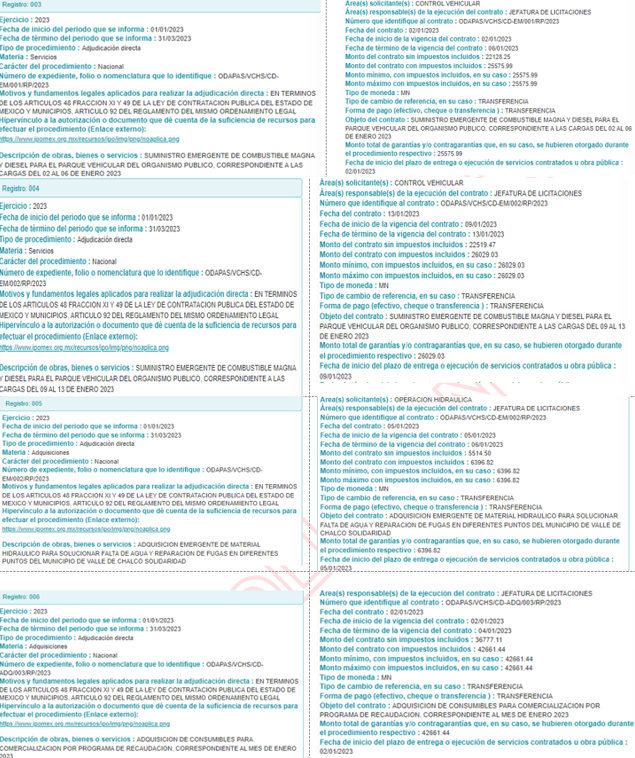 Registro: 003
Ejercicio : 2023
Fecha de inicio del periodo que se informa : 01/01/2023
Fecha de término del periodo que se informa : 31/03/2023
Tipo de procedimiento : Adjudicación directa
Materia : Servicios
Carácter del procedimiento : Nacional
Número de expediente, folio o nomenclatura que lo identifique : ODAPAS/VCHS/CD-
EM/001/RP/2023
Motivos y fundamentos legales aplicados para realizar la adjudicación directa : EN TERMINOS
DE LOS ARTICULOS 48 FRACCION XI Y 49 DE LA LEY DE CONTRATACION PUBLICA DEL ESTADO DE
MEXICO Y MUNICIPIOS, ARTICULO 92 DEL REGLAMENTO DEL MISMO ORDENAMIENTO LEGAL
Hipervínculo a la autorización o documento que dé cuenta de la suficiencia de recursos para
efectuar el procedimiento (Enlace externo):
https://www.ipomex.org.mx/recursos/ipo/img/png/noaplica.png
Descripción de obras, bienes o servicios : SUMINISTRO EMERGENTE DE COMBUSTIBLE MAGNA
Y DIESEL PARA EL PARQUE VEHICULAR DEL ORGANISMO PUBLICO, CORRESPONDIENTE A LAS
CARGAS DEL 02 AL 06 DE ENERO 2023
Área(s) solicitante(s) : CONTROL VEHICULAR
Área(s) responsable(s) de la ejecución del contrato : JEFATURA DE LICITACIONES
Número que identifique al contrato : ODAPAS/VCHS/CD-EM/001/RP/2023
Fecha del contrato : 02/01/2023
Fecha de inicio de la vigencia del contrato : 02/01/2023
Fecha de término de la vigencia del contrato : 06/01/2023
Monto del contrato sin impuestos incluidos : 22128.25
Monto del contrato con impuestos incluidos : 25575.99
Monto mínimo, con impuestos incluidos, en su caso : 25575.99
Monto máximo con impuestos incluidos, en su caso : 25575.99
Tipo de moneda : MN
Tipo de cambio de referencia, en su caso : TRANSFERENCIA
Forma de pago (efectivo, cheque o transferencia ) : TRANSFERENCIA
Objeto del contrato : SUMINISTRO EMERGENTE DE COMBUSTIBLE MAGNA Y DIESEL PARA EL
PARQUE VEHICULAR DEL ORGANISMO PUBLICO, CORRESPONDIENTE A LAS CARGAS DEL 02 AL 06
DE ENERO 2023
Monto total de garantías y/o contragarantías que, en su caso, se hubieren otorgado durante
el procedimiento respectivo : 25575.99
Fecha de inicio del plazo de entrega o ejecución de servicios contratados u obra pública :
02/01/2023
Registro: 004
Ejercicio : 2023
Fecha de inicio del periodo que se informa : 01/01/2023
Fecha de término del periodo que se informa : 31/03/2023
Tipo de procedimiento : Adjudicación directa
Materia : Servicios
Carácter del procedimiento : Nacional
Número de expediente, folio o nomenclatura que lo identifique : ODAPAS/VCHS/CD-
EM/002/RP/2023
Motivos y fundamentos legales aplicados para realizar la adjudicación directa : EN TERMINOS
DE LOS ARTICULOS 48 FRACCION XI Y 49 DE LA LEY DE CONTRATACION PUBLICA DEL ESTADO DE
MEXICO Y MUNICIPIOS, ARTICULO 92 DEL REGLAMENTO DEL MISMO ORDENAMIENTO LEGAL
Hipervínculo a la autorización o documento que dé cuenta de la suficiencia de recursos para
efectuar el procedimiento (Enlace externo):
https://www.ipomex.org.mx/recursos/ipo/img/png/noaplica.png
Descripción de obras, bienes o servicios : SUMINISTRO EMERGENTE DE COMBUSTIBLE MAGNA
Y DIESEL PARA EL PARQUE VEHICULAR DEL ORGANISMO PUBLICO, CORRESPONDIENTE A LAS
CARGAS DEL 09 AL 13 DE ENERO 2023
Área(s) solicitante(s) : CONTROL VEHICULAR
Área(s) responsable(s) de la ejecución del contrato : JEFATURA DE LICITACIONES
Número que identifique al contrato : ODAPAS/VCHS/CD-EM/002/RP/2023
Fecha del contrato : 13/01/2023
Fecha de inicio de la vigencia del contrato : 09/01/2023
Fecha de término de la vigencia del contrato : 13/01/2023
Monto del contrato sin impuestos incluidos : 22519.47
Monto del contrato con impuestos incluidos : 26029.03
Monto mínimo, con impuestos incluidos, en su caso : 26029.03
Monto máximo con impuestos incluidos, en su caso : 26029.03
Tipo de moneda : MN
Tipo de cambio de referencia, en su caso : TRANSFERENCIA
Forma de pago (efectivo, cheque o transferencia ) : TRANSFERENCIA
Objeto del contrato : SUMINISTRO EMERGENTE DE COMBUSTIBLE MAGNA Y DIESEL PARA EL
PARQUE VEHICULAR DEL ORGANISMO PUBLICO, CORRESPONDIENTE A LAS CARGAS DEL 09 AL 13
DE ENERO 2023
Monto total de garantías y/o contragarantías que, en su caso, se hubieren otorgado durante
el procedimiento respectivo : 26029.03
Fecha de inicio del plazo de entrega o ejecución de servicios contratados u obra pública :
09/01/2023
Registro: 005
Ejercicio : 2023
Fecha de inicio del periodo que se informa : 01/01/2023
Fecha de término del periodo que se informa : 31/03/2023
Tipo de procedimiento : Adjudicación directa
Materia : Adquisiciones
Carácter del procedimiento : Nacional
Número de expediente, folio o nomenclatura que lo identifique : ODAPAS/VCHS/CD-
EM/002/RP/2023
Motivos y fundamentos legales aplicados para realizar la adjudicación directa : EN TERMINOS
DE LOS ARTICULOS 48 FRACCION XI Y 49 DE LA LEY DE CONTRATACION PUBLICA DEL ESTADO DE
MEXICO Y MUNICIPIOS, ARTICULO 92 DEL REGLAMENTO DEL MISMO ORDENAMIENTO LEGAL
Hipervínculo a la autorización o documento que dé cuenta de la suficiencia de recursos para
efectuar el procedimiento (Enlace externo):
https://www.ipomex.org.mx/recursos/ipo/img/png/noaplica.png
Descripción de obras, bienes o servicios : ADQUISICION EMERGENTE DE MATERIAL
HIDRAULICO PARA SOLUCIONAR FALTA DE AGUA Y REPARACION DE FUGAS EN DIFERENTES
PUNTOS DEL MUNICIPIO DE VALLE DE CHALCO SOLIDARIDAD
Área(s) solicitante(s) : OPERACIÓN HIDRAULICA
Área(s) responsable(s) de la ejecución del contrato : JEFATURA DE LICITACIONES
Número que identifique al contrato : ODAPAS/VCHS/CD-EM/002/RP/2023
Fecha del contrato : 05/01/2023
Fecha de inicio de la vigencia del contrato : 05/01/2023
Fecha de término de la vigencia del contrato : 06/01/2023
Monto del contrato sin impuestos incluidos : 5514.50
Monto del contrato con impuestos incluidos : 6396.82
Monto mínimo, con impuestos incluidos, en su caso : 6396.82
Monto máximo con impuestos incluidos, en su caso : 6396.82
Tipo de moneda : MN
Tipo de cambio de referencia, en su caso : TRANSFERENCIA
Forma de pago (efectivo, cheque o transferencia ) : TRANSFERENCIA
Objeto del contrato : ADQUISICION EMERGENTE DE MATERIAL HIDRAULICO PARA SOLUCIONAR
FALTA DE AGUA Y REPARACION DE FUGAS EN DIFERENTES PUNTOS DEL MUNICIPIO DE VALLE DE
CHALCO SOLIDARIDAD
Monto total de garantías y/o contragarantías que, en su caso, se hubieren otorgado durante
el procedimiento respectivo : 6396.82
Fecha de inicio del plazo de entrega o ejecución de servicios contratados u obra pública :
05/01/2023
Registro: 006
Ejercicio : 2023
Fecha de inicio del periodo que se informa : 01/01/2023
Fecha de término del periodo que se informa : 31/03/2023
Tipo de procedimiento : Adjudicación directa
Materia : Adquisiciones
Carácter del procedimiento : Nacional
Número de expediente, folio o nomenclatura que lo identifique : ODAPAS/VCHS/CD-
ADQ/003/RP/2023
Motivos y fundamentos legales aplicados para realizar la adjudicación directa : EN TERMINOS
DE LOS ARTICULOS 48 FRACCION XI Y 49 DE LA LEY DE CONTRATACION PUBLICA DEL ESTADO DE
MEXICO Y MUNICIPIOS, ARTICULO 92 DEL REGLAMENTO DEL MISMO ORDENAMIENTO LEGAL
Hipervínculo a la autorización o documento que dé cuenta de la suficiencia de recursos para
efectuar el procedimiento (Enlace externo):
https://www.ipomex.org.mx/recursos/ipo/img/png/noaplica.png
Descripción de obras, bienes o servicios : ADQUISICION DE CONSUMIBLES PARA
COMERCIALIZACION POR PROGRAMA DE RECAUDACION, CORRESPONDIENTE AL MES DE ENERO
2023
Área(s) responsable(s) de la ejecución del contrato : JEFATURA DE LICITACIONES
Número que identifique al contrato : ODAPAS/VCHS/CD-ADQ/003/RP/2023
Fecha del contrato : 02/01/2023
Fecha de inicio de la vigencia del contrato : 02/01/2023
Fecha de término de la vigencia del contrato : 04/01/2023
Monto del contrato sin impuestos incluidos : 36777.11
Monto del contrato con impuestos incluidos : 42661.44
Monto mínimo, con impuestos incluidos, en su caso : 42661.44
Monto máximo con impuestos incluidos, en su caso : 42661.44
Tipo de moneda : MN
Tipo de cambio de referencia, en su caso : TRANSFERENCIA
Forma de pago (efectivo, cheque o transferencia ) : TRANSFERENCIA
Objeto del contrato : ADQUISICION DE CONSUMIBLES PARA COMERCIALIZACION POR
PROGRAMA DE RECAUDACION, CORRESPONDIENTE AL MES DE ENERO 2023
Monto total de garantías y/o contragarantías que, en su caso, se hubieren otorgado durante
el procedimiento respectivo : 42661.44
Fecha de inicio del plazo de entrega o ejecución de servicios contratados u obra pública :
02/01/2023